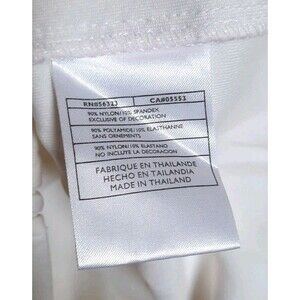 RN#56323 CA#05553
90% NYLON/10% SPANDEX
EXCLUSIVE OF DECORATION
90% POLYAMIDE/10% ELASTHANNE
SANS ORNEMENTS
90% NYLON/10% ELASTANO
NO INCLUYE LA DECORACION
FABRIQUE EN THAILANDE
HECHO EN TAILANDIA
MADE IN THAILAND